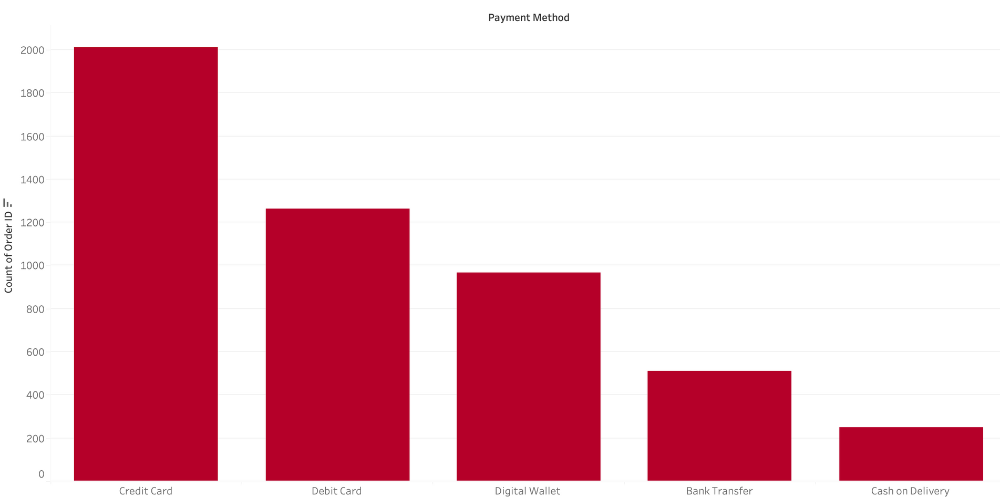 Payment Method
2000
1800
1600
1400
1200
1000
800
600
400
200
0
Count of Order ID
Credit Card
Debit Card
Digital Wallet
Bank Transfer
Cash on Delivery